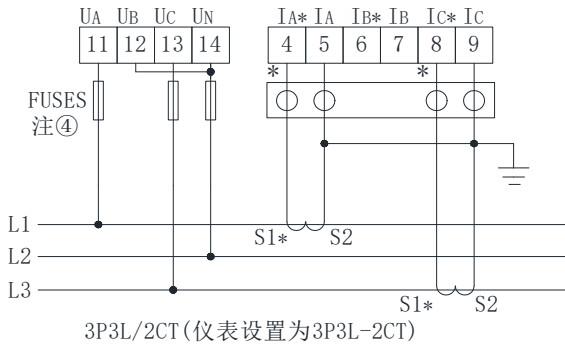 UA UB UC UN IA* IA IB* IB IC* IC
11 12 13 14 4 5 6 7 8 9
* *
FUSES
注④
L1
S1* S2
L2
L3
S1* S2
3P3L/2CT(仪表设置为3P3L-2CT)